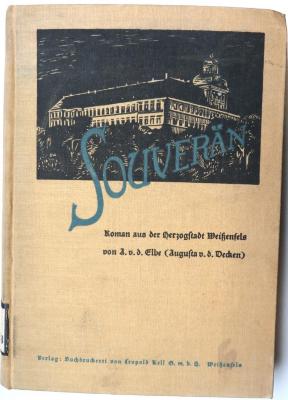 SOUVERÄN
Roman aus der Herzogstadt Weißenfels
von A. v. d. Elbe (Augusta v. d. Decken)
Verlag: Buchdruckerei von Leopold Kell G. m. b. H. Weißenfels